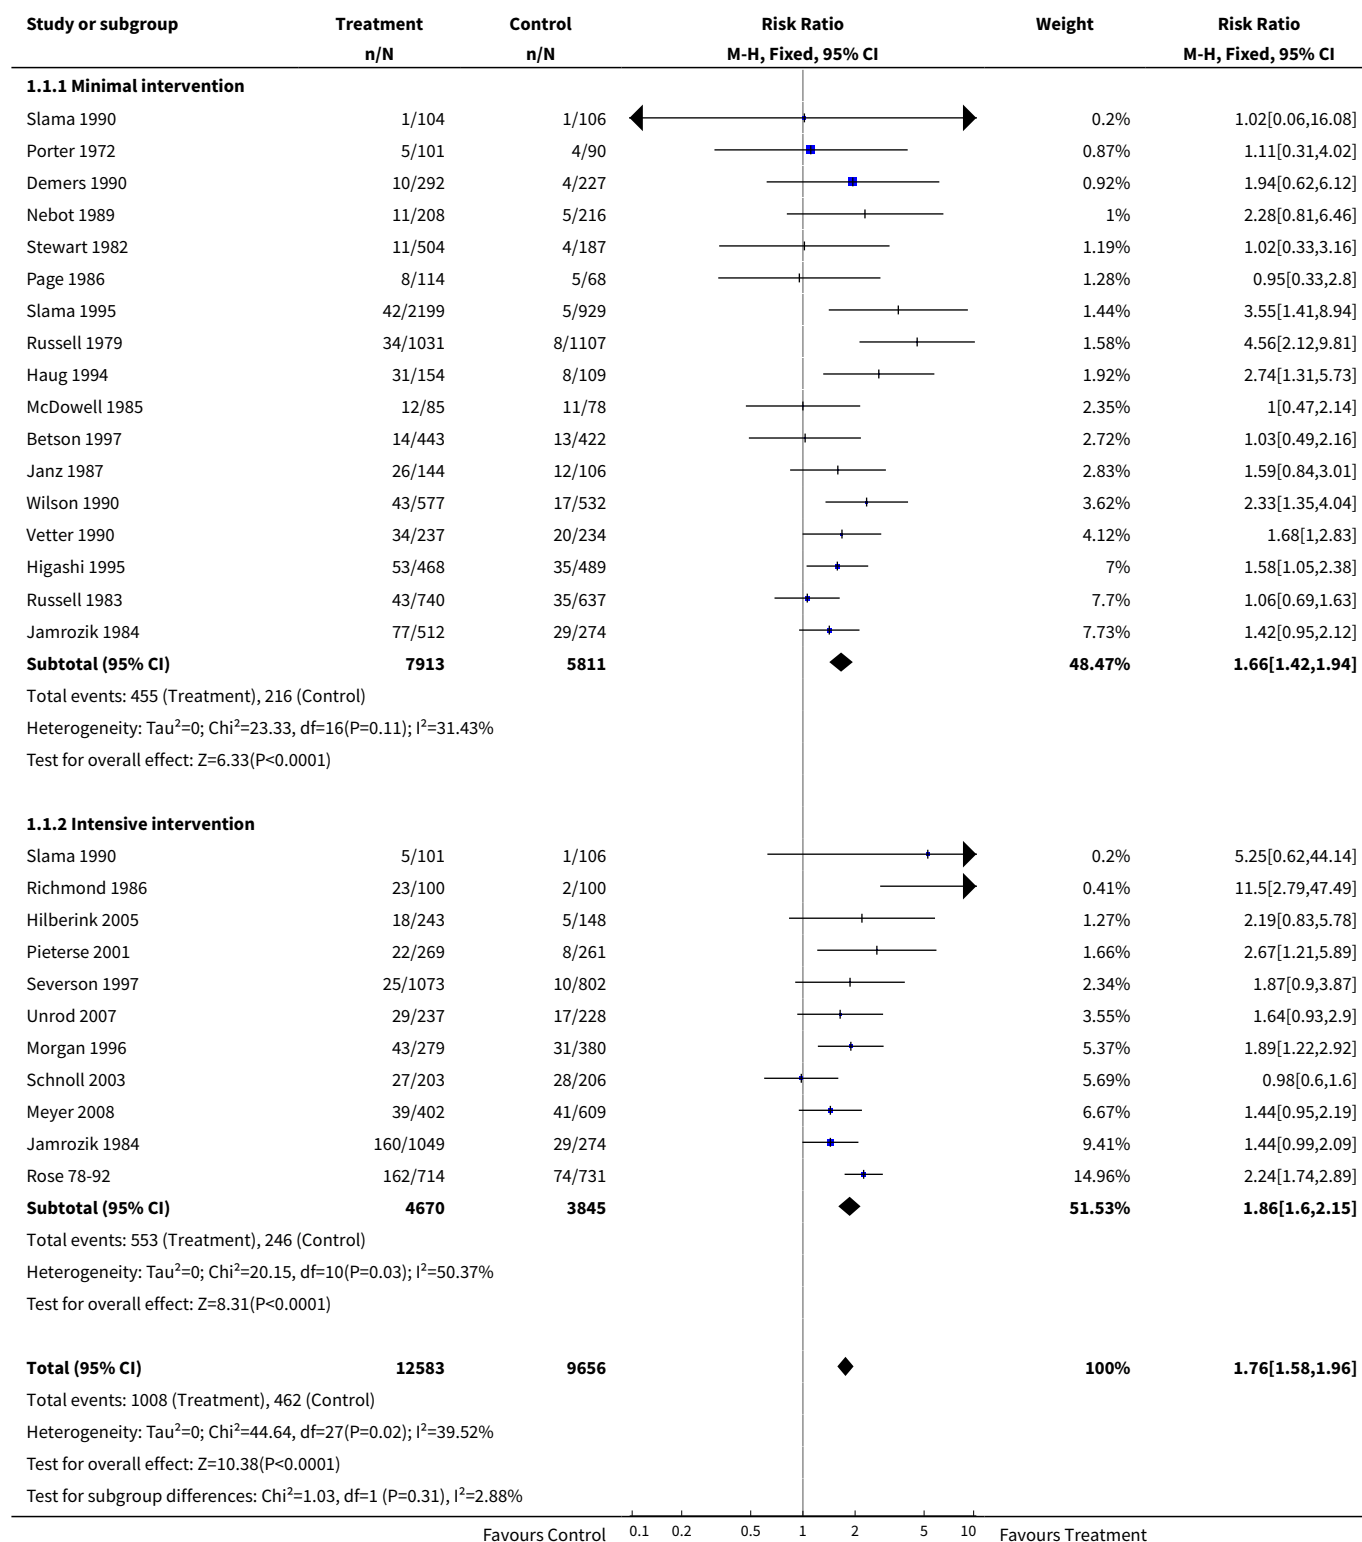 Study or subgroup Treatment Control Risk Ratio Weight Risk Ratio
n/N n/N M-H, Fixed, 95% CI M-H, Fixed, 95% CI
1.1.1 Minimal intervention
Slama 1990 1/104 1/106 0.2% 1.02[0.06,16.08]
Porter 1972 5/101 4/90 0.87% 1.11[0.31,4.02]
Demers 1990 10/292 4/227 0.92% 1.94[0.62,6.12]
Nebot 1989 11/208 5/216 1% 2.28[0.81,6.46]
Stewart 1982 11/504 4/187 1.19% 1.02[0.33,3.16]
Page 1986 8/114 5/68 1.28% 0.95[0.33,2.8]
Slama 1995 42/2199 5/929 1.44% 3.55[1.41,8.94]
Russell 1979 34/1031 8/1107 1.58% 4.56[2.12,9.81]
Haug 1994 31/154 8/109 1.92% 2.74[1.31,5.73]
McDowell 1985 12/85 11/78 2.35% 1[0.47,2.14]
Betson 1997 14/443 13/422 2.72% 1.03[0.49,2.16]
Janz 1987 26/144 12/106 2.83% 1.59[0.84,3.01]
Wilson 1990 43/577 17/532 3.62% 2.33[1.35,4.04]
Vetter 1990 34/237 20/234 4.12% 1.68[1,2.83]
Higashi 1995 53/468 35/489 7% 1.58[1.05,2.38]
Russell 1983 43/740 35/637 7.7% 1.06[0.69,1.63]
Jamrozik 1984 77/512 29/274 7.73% 1.42[0.95,2.12]
Subtotal (95% CI) 7913 5811 48.47% 1.66[1.42,1.94]
Total events: 455 (Treatment), 216 (Control)
Heterogeneity: Tau²=0; Chi²=23.33, df=16(P=0.11); I²=31.43%
Test for overall effect: Z=6.33(P<0.0001)
1.1.2 Intensive intervention
Slama 1990 5/101 1/106 0.2% 5.25[0.62,44.14]
Richmond 1986 23/100 2/100 0.41% 11.5[2.79,47.49]
Hilberink 2005 18/243 5/148 1.27% 2.19[0.83,5.78]
Pieterse 2001 22/269 8/261 1.66% 2.67[1.21,5.89]
Severson 1997 25/1073 10/802 2.34% 1.87[0.9,3.87]
Unrod 2007 29/237 17/228 3.55% 1.64[0.93,2.9]
Morgan 1996 43/279 31/380 5.37% 1.89[1.22,2.92]
Schnoll 2003 27/203 28/206 5.69% 0.98[0.6,1.6]
Meyer 2008 39/402 41/609 6.67% 1.44[0.95,2.19]
Jamrozik 1984 160/1049 29/274 9.41% 1.44[0.99,2.09]
Rose 78-92 162/714 74/731 14.96% 2.24[1.74,2.89]
Subtotal (95% CI) 4670 3845 51.53% 1.86[1.6,2.15]
Total events: 553 (Treatment), 246 (Control)
Heterogeneity: Tau²=0; Chi²=20.15, df=10(P=0.03); I²=50.37%
Test for overall effect: Z=8.31(P<0.0001)
Total (95% CI) 12583 9656 100% 1.76[1.58,1.96]
Total events: 1008 (Treatment), 462 (Control)
Heterogeneity: Tau²=0; Chi²=44.64, df=27(P=0.02); I²=39.52%
Test for overall effect: Z=10.38(P<0.0001)
Test for subgroup differences: Chi²=1.03, df=1 (P=0.31), I²=2.88%
Favours Control 0.1 0.2 0.5 1 2 5 10 Favours Treatment